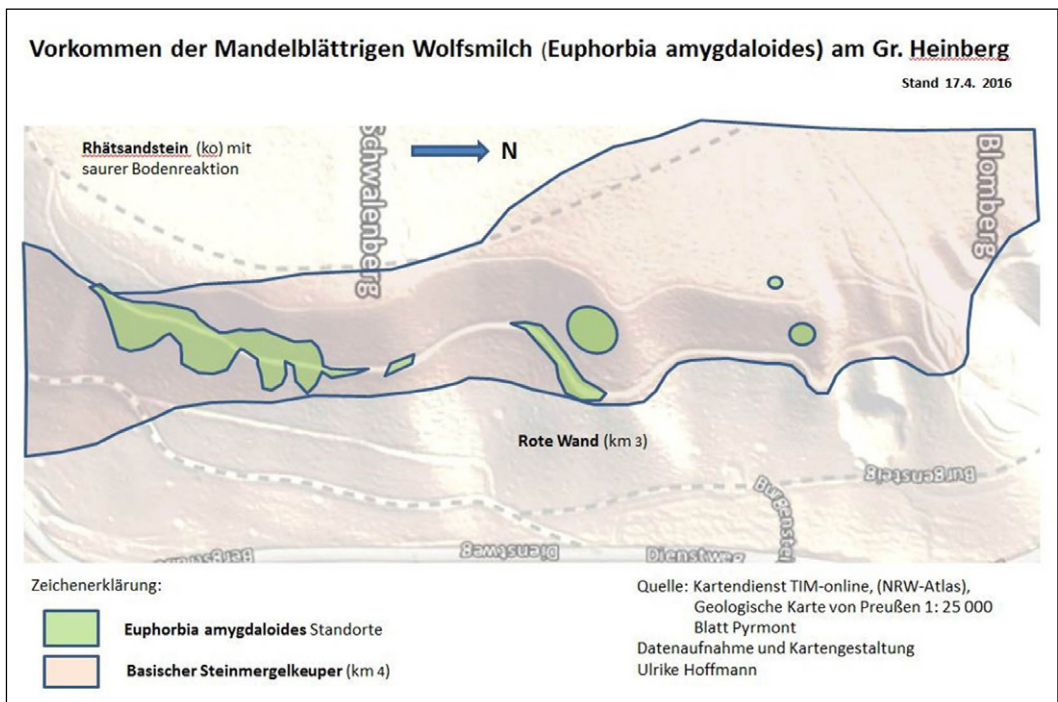 Vorkommen der Mandelblättrigen Wolfsmilch (Euphorbia amygdaloides) am Gr. Heinberg
Stand 17.4. 2016
Rhätsandstein (ko) mit
saurer Bodenreaktion
Schwalenberg
N
Blomberg
Rote Wand (km 3)
Burgensteig
Dienstweg
Dienstweg
Zeichenerklärung:
Euphorbia amygdaloides Standorte
Basischer Steinmergelkeuper (km 4)
Quelle: Kartendienst TIM-online, (NRW-Atlas),
Geologische Karte von Preußen 1: 25 000
Blatt Pyrmont
Datenaufnahme und Kartengestaltung
Ulrike Hoffmann